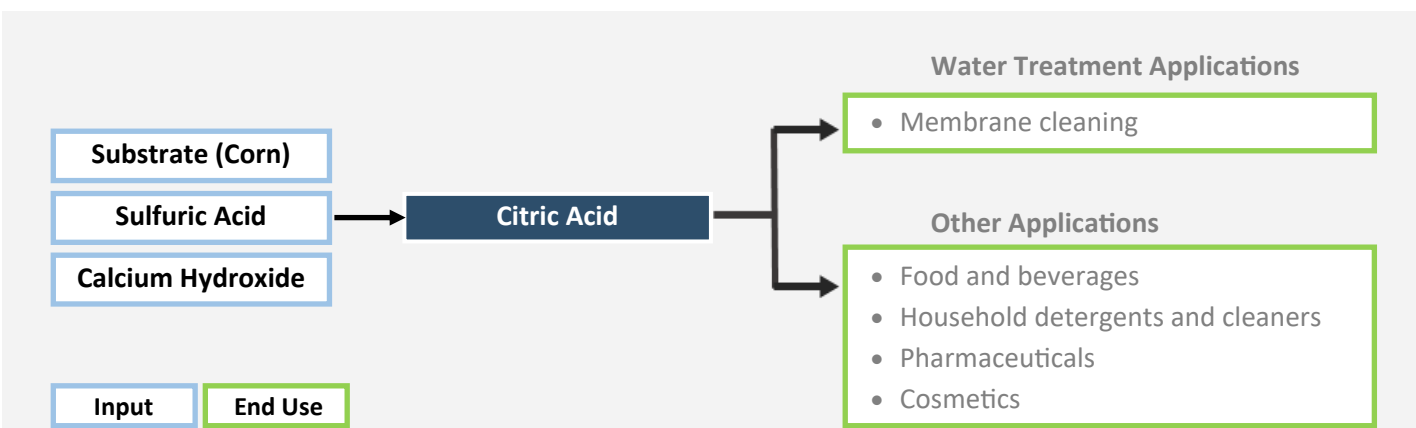 Substrate (Corn)
Sulfuric Acid
Calcium Hydroxide
Citric Acid
Water Treatment Applications
• Membrane cleaning
Other Applications
• Food and beverages
• Household detergents and cleaners
• Pharmaceuticals
• Cosmetics
Input
End Use